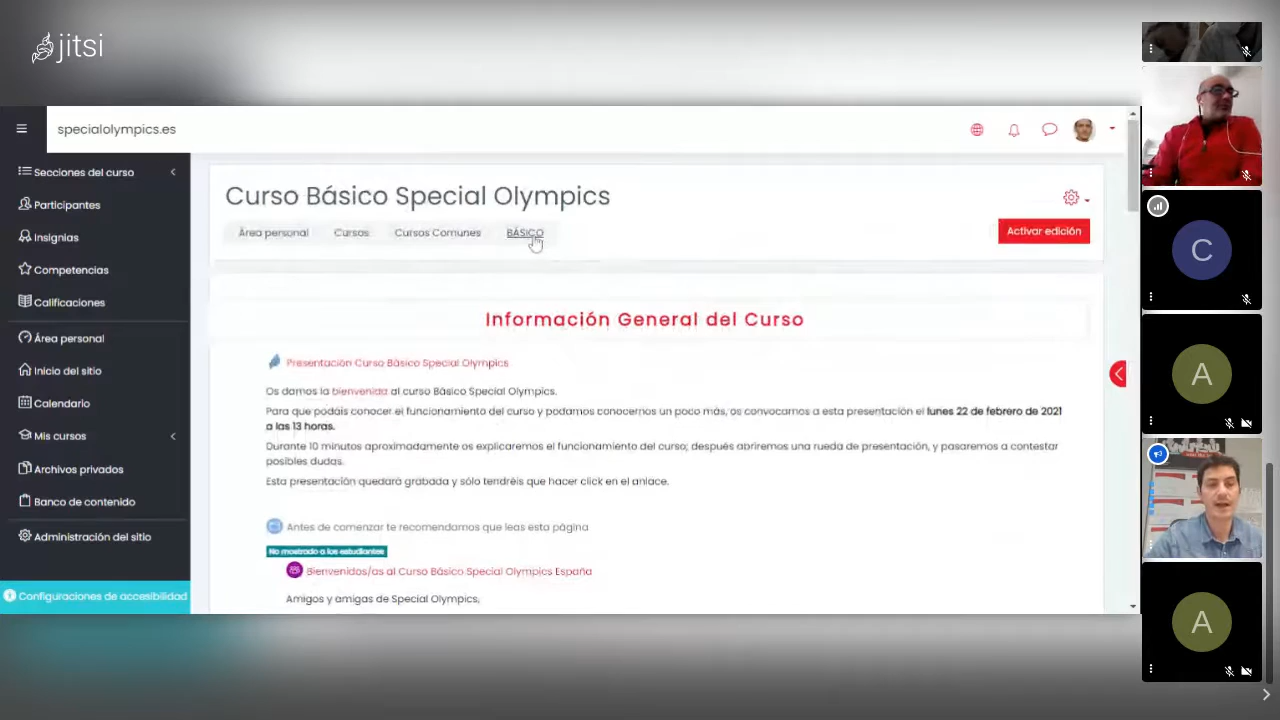 jitsi
specialolympics.es
Secciones del curso
Participantes
Insignias
Competencias
Calificaciones
Área personal
Inicio del sitio
Calendario
Mis cursos
Archivos privados
Banco de contenido
Administración del sitio
Configuraciones de accesibilidad
Curso Básico Special Olympics
Área personal Cursos Cursos Comunes BÁSICO
Activar edición
Información General del Curso
Presentación Curso Básico Special Olympics
Os damos la bienvenida al curso Básico Special Olympics.
Para que podáis conocer el funcionamiento del curso y podamos conocernos un poco más, os convocamos a esta presentación el lunes 22 de febrero de 2021
a las 13 horas.
Durante 10 minutos aproximadamente os explicaremos el funcionamiento del curso; después abriremos una rueda de presentación, y pasaremos a contestar
posibles dudas.
Esta presentación quedará grabada y sólo tendréis que hacer click en el anlace.
Antes de comenzar te recomendamos que leas esta página
No mostrado a los estudiantes
Bienvenidos/as al Curso Básico Special Olympics España
Amigos y amigas de Special Olympics,
C
A
A